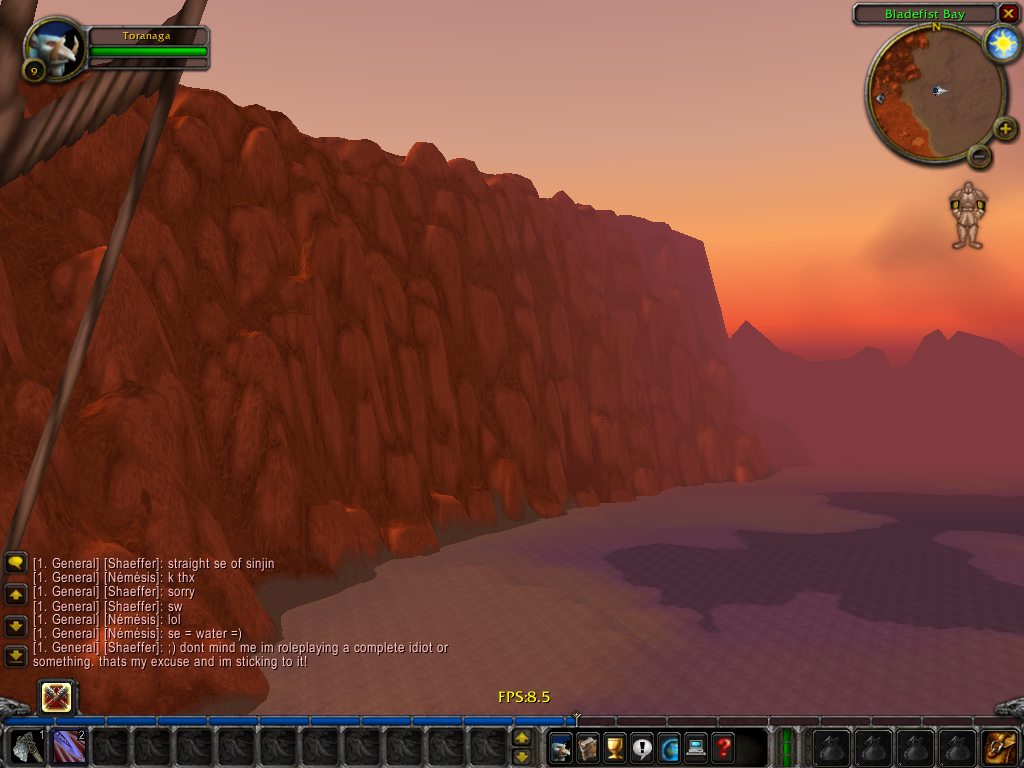 Toranaga
9
Bladefist Bay
N
[1. General] [Shaeffer]: straight se of sinjin
[1. General] [Némésis]: k thx
[1. General] [Shaeffer]: sorry
[1. General] [Shaeffer]: sw
[1. General] [Némésis]: lol
[1. General] [Némésis]: se = water =)
[1. General] [Shaeffer]: ;) dont mind me im roleplaying a complete idiot or
something. thats my excuse and im sticking to it!
FPS:8.5
1 2